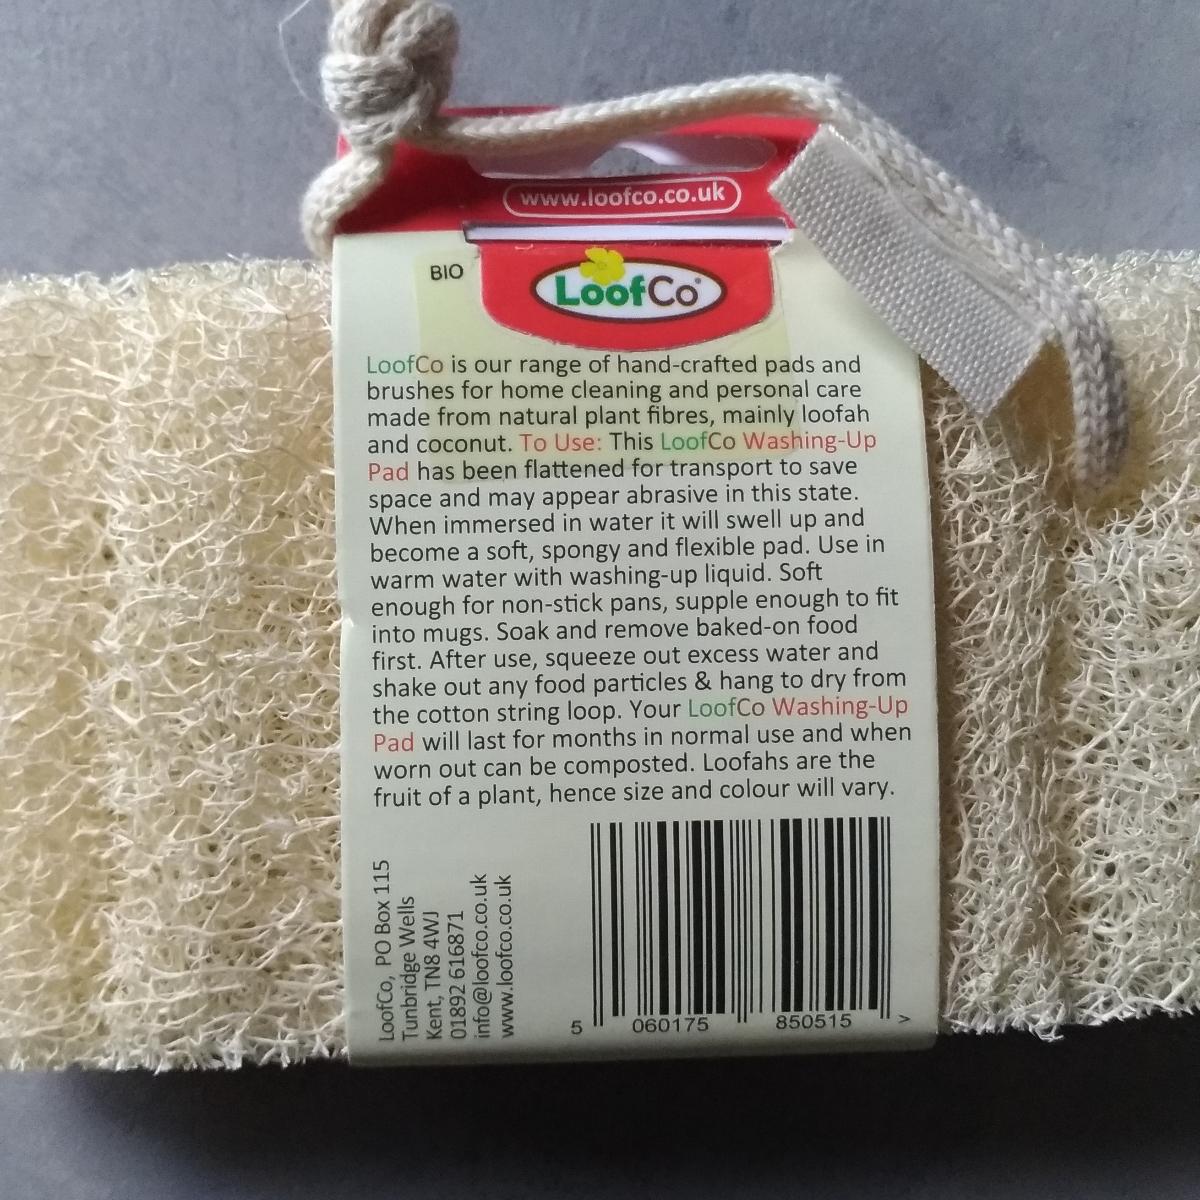 www.loofco.co.uk
BIO
LoofCo
LoofCo is our range of hand-crafted pads and
brushes for home cleaning and personal care
made from natural plant fibres, mainly loofah
and coconut. To Use: This LoofCo Washing-Up
Pad has been flattened for transport to save
space and may appear abrasive in this state.
When immersed in water it will swell up and
become a soft, spongy and flexible pad. Use in
warm water with washing-up liquid. Soft
enough for non-stick pans, supple enough to fit
into mugs. Soak and remove baked-on food
first. After use, squeeze out excess water and
shake out any food particles & hang to dry from
the cotton string loop. Your LoofCo Washing-Up
Pad will last for months in normal use and when
worn out can be composted. Loofahs are the
fruit of a plant, hence size and colour will vary.
LoofCo, PO Box 115
Tunbridge Wells
Kent, TN8 4WJ
01892 616871
info@loofco.co.uk
www.loofco.co.uk
5 060175 850515 >